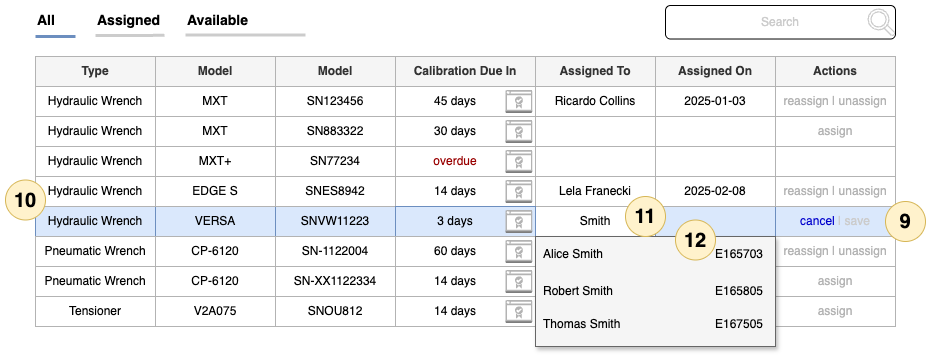 All Assigned Available Search
Type Model Model Calibration Due In Assigned To Assigned On Actions
Hydraulic Wrench MXT SN123456 45 days Ricardo Collins 2025-01-03 reassign | unassign
Hydraulic Wrench MXT SN883322 30 days assign
Hydraulic Wrench MXT+ SN77234 overdue
10 Hydraulic Wrench EDGE S SNES8942 14 days Lela Franecki 2025-02-08 reassign | unassign
Hydraulic Wrench VERSA SNVW11223 3 days Smith 11 cancel | save 9
12
Pneumatic Wrench CP-6120 SN-1122004 60 days Alice Smith E165703 reassign | unassign
Pneumatic Wrench CP-6120 SN-XX1122334 14 days Robert Smith E165805 assign
Tensioner V2A075 SNOU812 14 days Thomas Smith E167505 assign